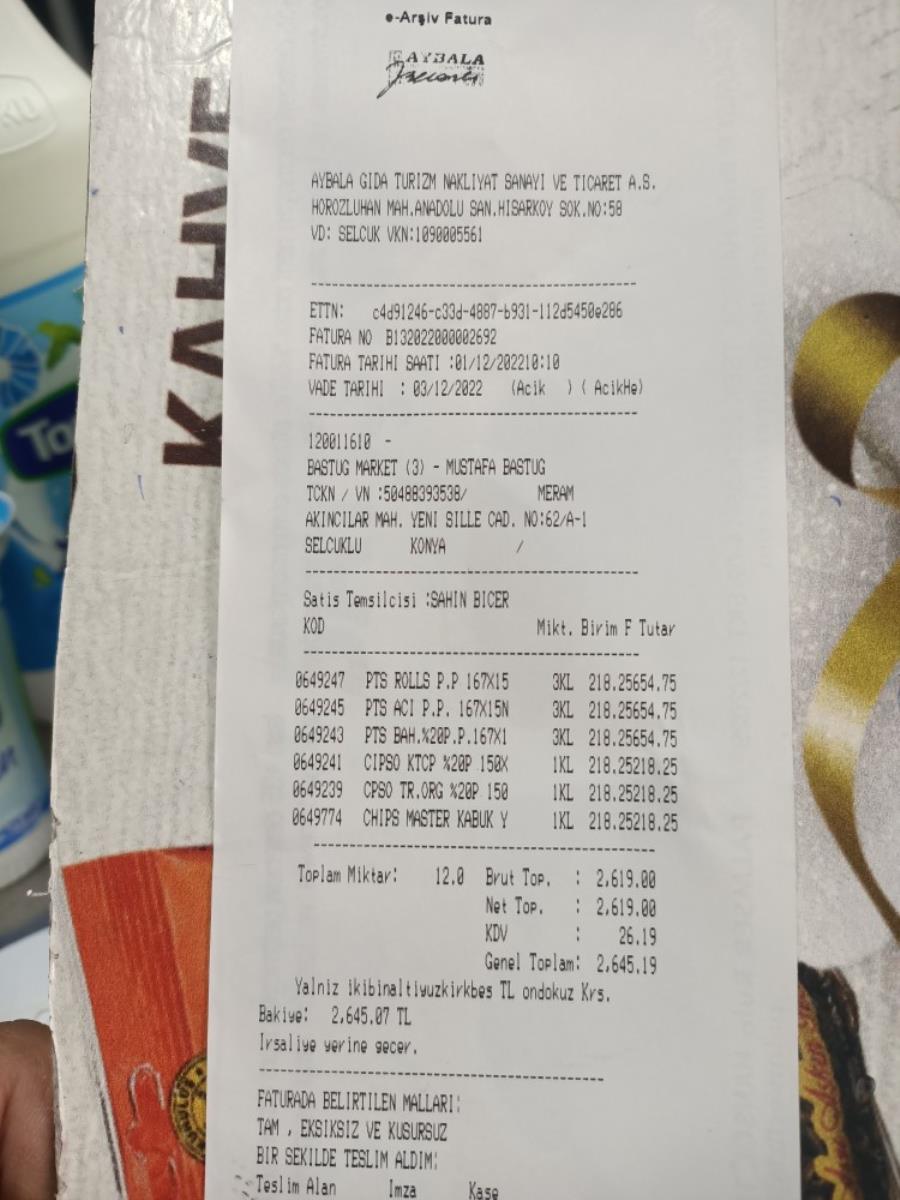 e-Arşiv Fatura
AYBALA
AYBALA GIDA TURIZM NAKLIYAT SANAYI VE TICARET A.S.
HOROZLUHAN MAH.ANADOLU SAN.HISARKOY SOK.NO:58
VD: SELCUK VKN:1090005561
ETTN: c4d91246-c33d-4887-b931-112d5450e286
FATURA NO B132022000002692
FATURA TARIHI SAATI :01/12/202210:10
VADE TARIHI : 03/12/2022 (Acik ) ( AcikHe)
120011610 -
BASTUG MARKET (3) - MUSTAFA BASTUG
TCKN / VN :50488393538/ MERAM
AKINCILAR MAH. YENI SILLE CAD. NO:62/A-1
SELCUKLU KONYA /
Satis Temsilcisi :SAHIN BICER
KOD Mikt. Birim F Tutar
0649247 PTS ROLLS P.P 167X15 3KL 218.25654.75
0649245 PTS ACI P.P. 167X15N 3KL 218.25654.75
0649243 PTS BAH.%20P.P.167X1 3KL 218.25654.75
0649241 CIPSO KTCP %20P 150X 1KL 218.25218.25
0649239 CPSO TR.ORG %20P 150 1KL 218.25218.25
0649774 CHIPS MASTER KABUK Y 1KL 218.25218.25
Toplam Miktar: 12.0 Brut Top. : 2,619.00
Net Top. : 2,619.00
KDV : 26.19
Genel Toplam: 2,645.19
Yalniz ikibinaltiyuzkirkbes TL ondokuz Krs.
Bakiye: 2,645.07 TL
Irsaliye yerine gecer.
FATURADA BELIRTILEN MALLARI:
TAM , EKSIKSIZ VE KUSURSUZ
BIR SEKILDE TESLIM ALDIM:
Teslim Alan Imza Kase
KAHVE
To